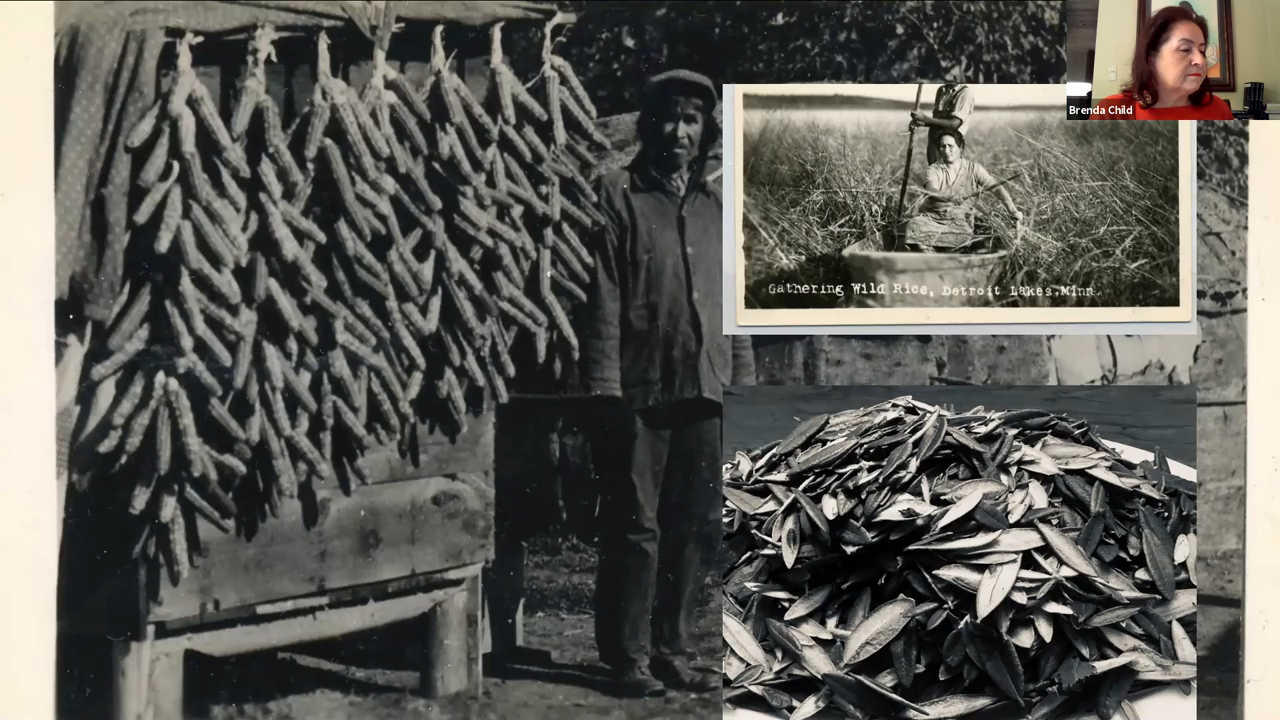 Brenda Child
Gathering Wild Rice, Detroit Lakes, Minn.